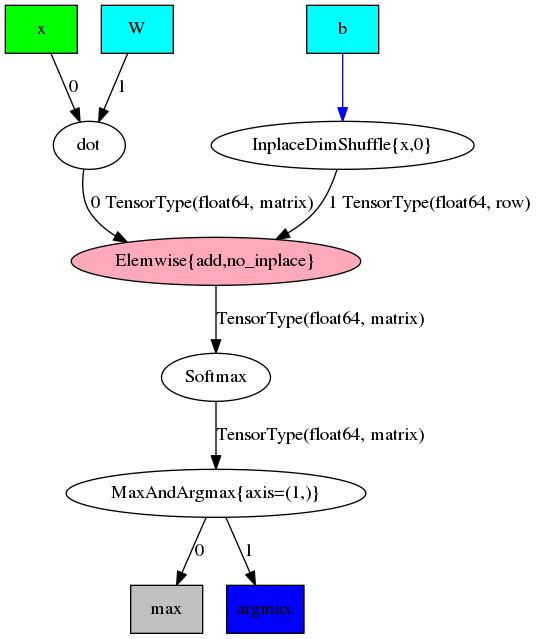 x W b
0 1
dot InplaceDimShuffle{x,0}
0 TensorType(float64, matrix) 1 TensorType(float64, row)
Elemwise{add,no_inplace}
TensorType(float64, matrix)
Softmax
TensorType(float64, matrix)
MaxAndArgmax{axis=(1,)}
0 1
max argmax